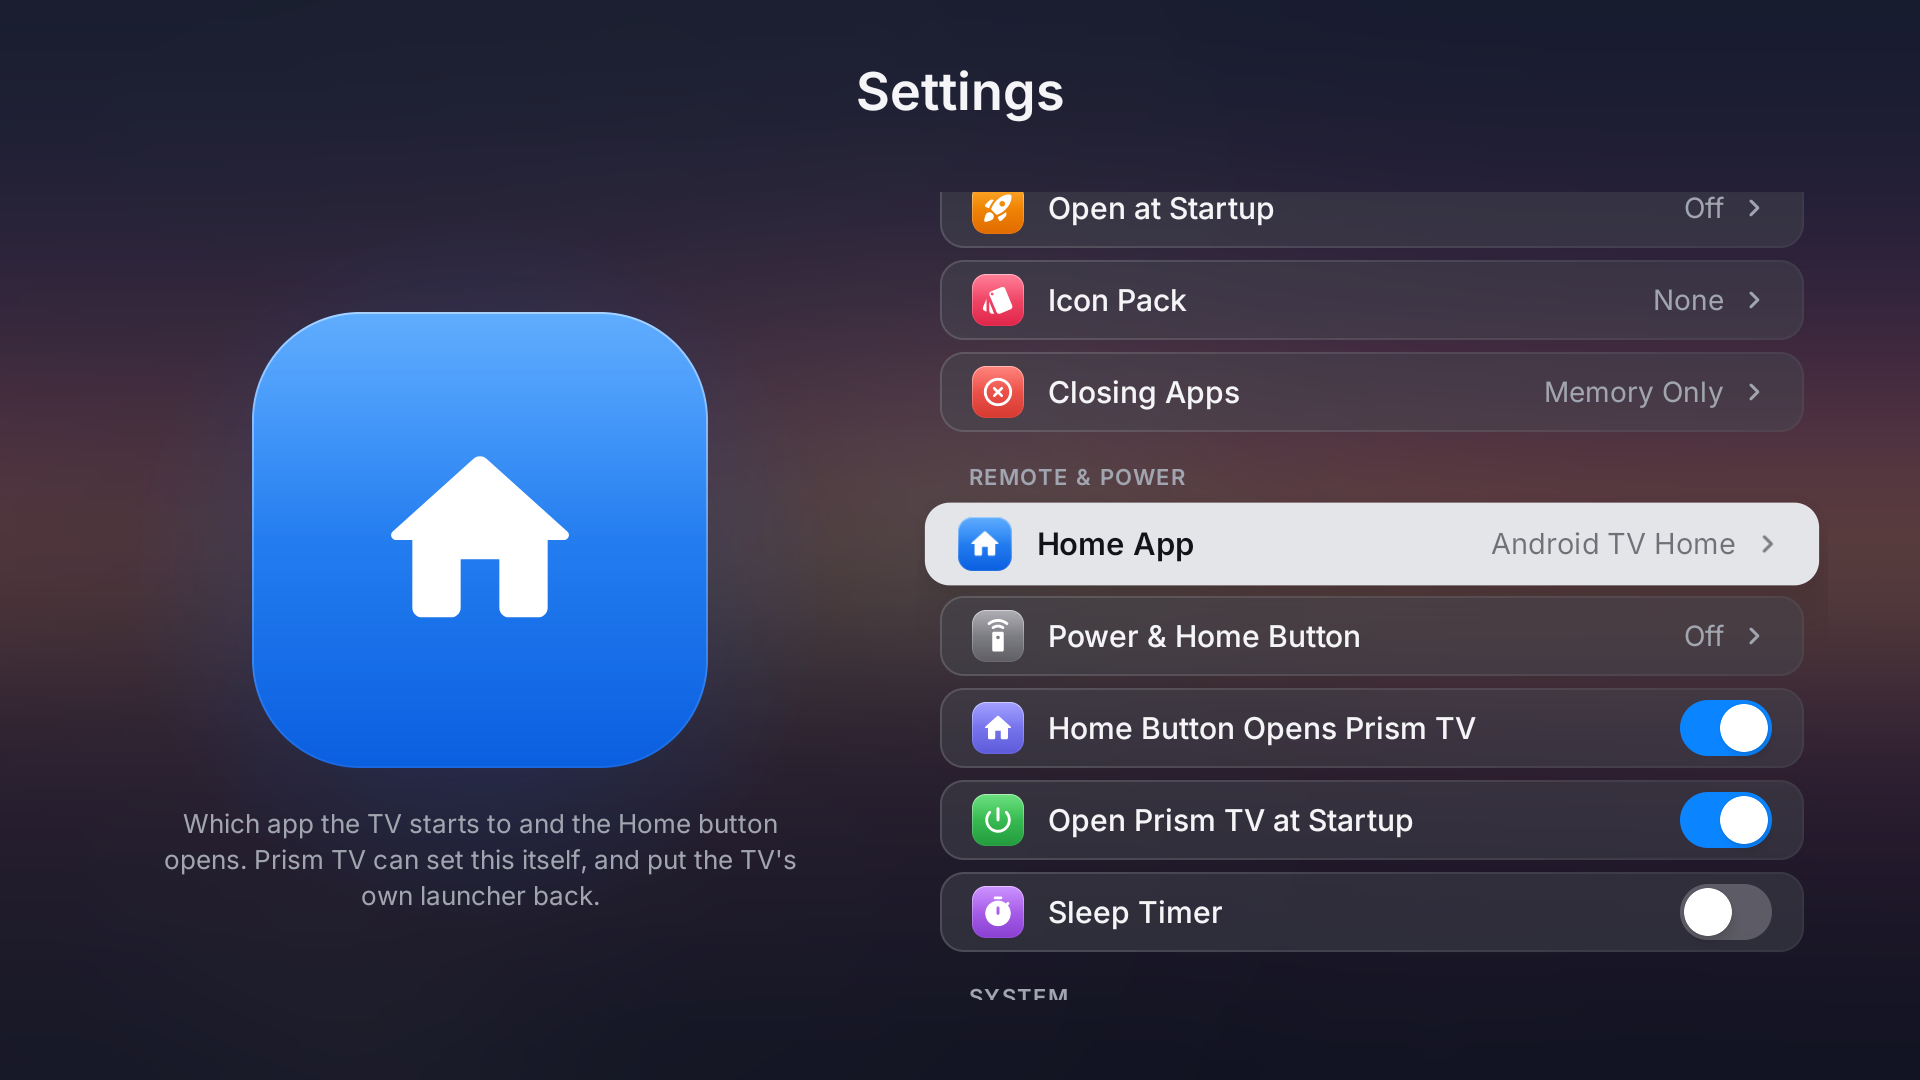 Settings
Open at Startup
Off
Icon Pack
None
Closing Apps
Memory Only
REMOTE & POWER
Home App
Android TV Home
Power & Home Button
Off
Home Button Opens Prism TV
Open Prism TV at Startup
Sleep Timer
SYSTEM
Which app the TV starts to and the Home button
opens. Prism TV can set this itself, and put the TV's
own launcher back.